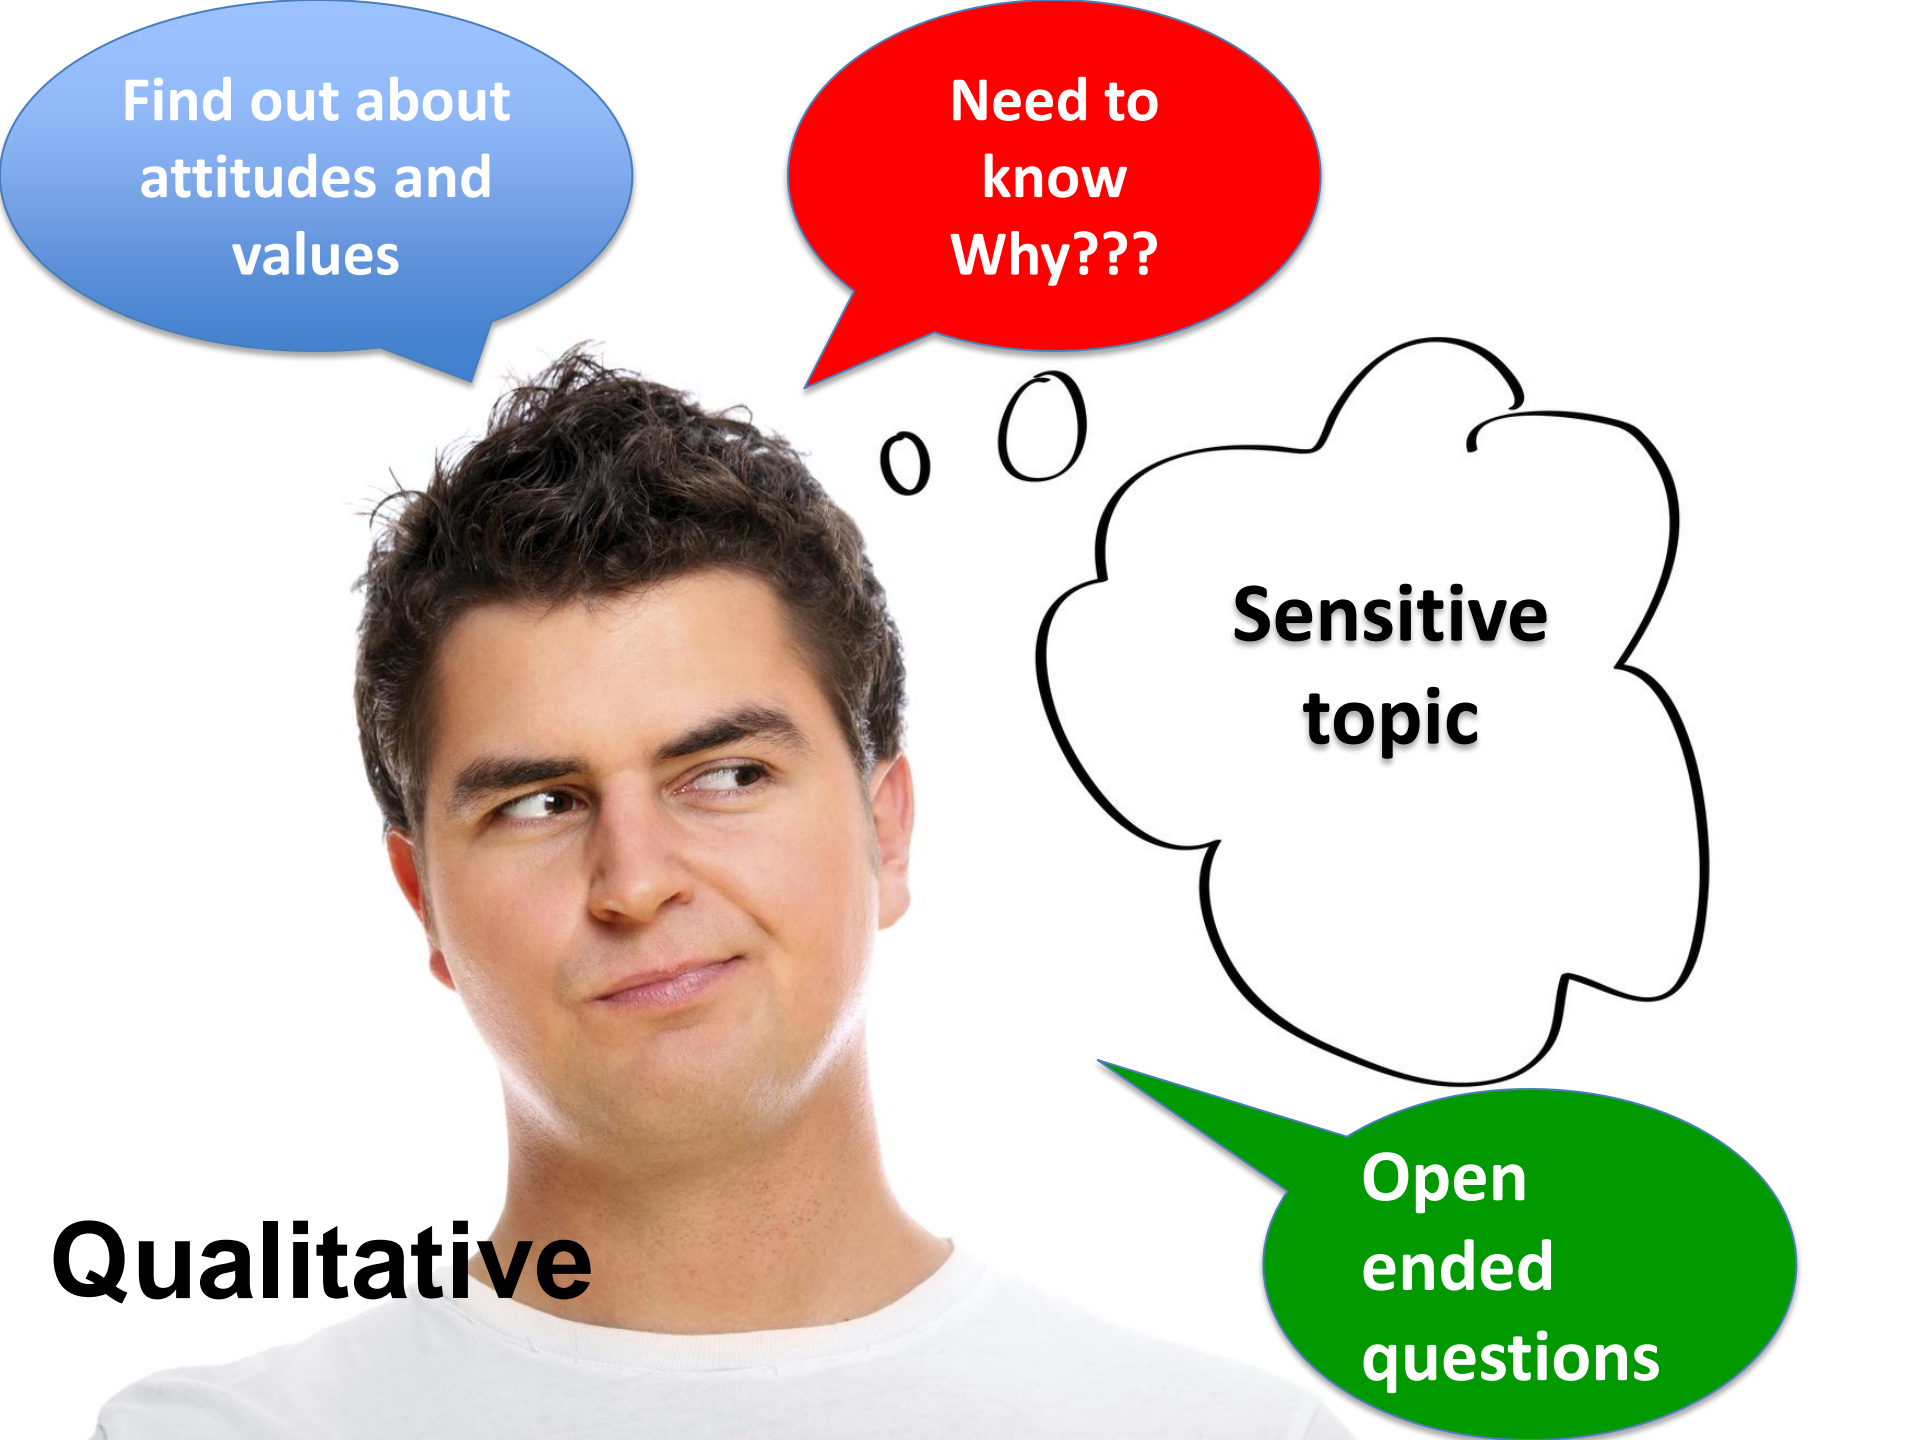 Find out about
attitudes and
values
Need to
know
Why???
Sensitive
topic
Qualitative
Open
ended
questions